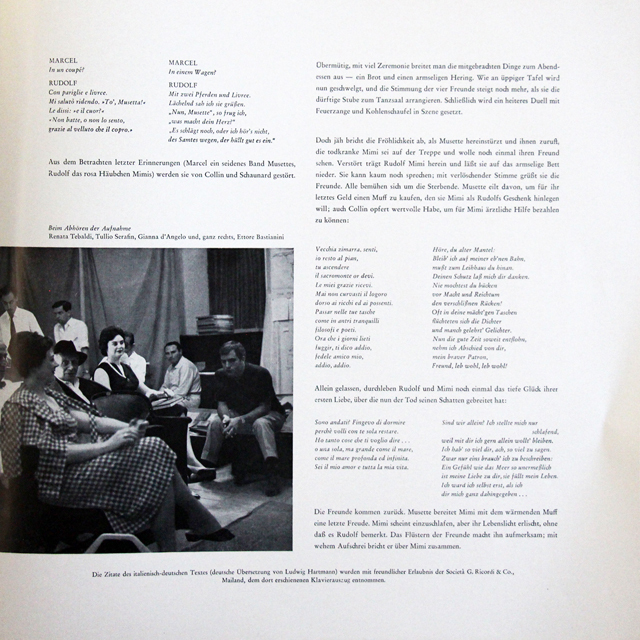 MARCEL
In un coupè?
RUDOLF
Con pariglie e livree.
Mi salutò ridendo. »To', Musetta!«
Le dissi: »e il cuor?«
»Non batte, o non lo sento,
grazie al velluto che il copro.«
MARCEL
In einem Wagen?
RUDOLF
Mit zwei Pferden und Livree.
Lächelnd sah ich sie grüßen.
„Nun, Musette“, so frug ich,
„was macht dein Herz?“
„Es schlägt noch, oder ich hör's nicht,
des Samtes wegen, der hüllt gut es ein.“
Aus dem Betrachten letzter Erinnerungen (Marcel ein seidenes Band Musettes,
Rudolf das rosa Häubchen Mimis) werden sie von Collin und Schaunard gestört.
Beim Abhören der Aufnahme
Renata Tebaldi, Tullio Serafin, Gianna d'Angelo und, ganz rechts, Ettore Bastianini
Übermütig, mit viel Zeremonie breitet man die mitgebrachten Dinge zum Abend-
essen aus — ein Brot und einen armseligen Hering. Wie an üppiger Tafel wird
nun geschwelgt, und die Stimmung der vier Freunde steigt noch mehr, als sie die
dürftige Stube zum Tanzsaal arrangieren. Schließlich wird ein heiteres Duell mit
Feuerzange und Kohlenschaufel in Szene gesetzt.
Doch jäh bricht die Fröhlichkeit ab, als Musette hereinstürzt und ihnen zuruft,
die todkranke Mimi sei auf der Treppe und wolle noch einmal ihren Freund
sehen. Verstört trägt Rudolf Mimi herein und läßt sie auf das armselige Bett
nieder. Sie kann kaum noch sprechen; mit verlöschender Stimme grüßt sie die
Freunde. Alle bemühen sich um die Sterbende. Musette eilt davon, um für ihr
letztes Geld einen Muff zu kaufen, den sie Mimi als Rudolfs Geschenk hinlegen
will; auch Collin opfert wertvolle Habe, um für Mimi ärztliche Hilfe bezahlen
zu können:
Vecchia zimarra, senti,
io resto al pian,
tu ascendere
il sacromonte or devi.
Le mie grazie ricevi.
Mai non curvasti il logoro
dorso ai ricchi ed ai potenti.
Passar nelle tue tasche
come in antri tranquilli
filosofi e poeti.
Ora che i giorni lieti
fuggir, ti dico addio,
fedele amico mio,
addio, addio.
Höre, du alter Mantel:
Bleib' ich auf meiner eb'nen Bahn,
mußt zum Leihhaus du hinan.
Deinen Schutz laß mich dir danken.
Nie mochtest du bücken
vor Macht und Reichtum
den verschlißnen Rücken!
Oft in deine mächt'gen Taschen
flüchteten sich die Dichter
und manch gelehrt' Gelichter.
Nun die gute Zeit soweit entflohn,
nehm ich Abschied von dir,
mein braver Patron,
Freund, leb wohl, leb wohl!
Allein gelassen, durchleben Rudolf und Mimi noch einmal das tiefe Glück ihrer
ersten Liebe, über die nun der Tod seinen Schatten gebreitet hat:
Sono andati? Fingevo di dormire
perchè volli con te sola restare.
Ho tanto cose che ti voglio dire . . .
o usa sola, ma grande come il mare,
come il mare profonda ed infinita.
Sei il mio amor e tutta la mia vita.
Sind wir allein? Ich stellte mich nur
schlafend,
weil mit dir ich gern allein wollt' bleiben.
Ich hab' so viel dir, ach, so viel zu sagen.
Zwar nur eins brauch' ich zu beschreiben:
Ein Gefühl wie das Meer so unermeßlich
ist meine Liebe zu dir, sie füllt mein Leben.
Ich ward ich selbst erst, als ich
dir mich ganz dahingegeben . . .
Die Freunde kommen zurück. Musette bereitet Mimi mit dem wärmenden Muff
eine letzte Freude. Mimi scheint einzuschlafen, aber ihr Lebenslicht erlischt, ohne
daß es Rudolf bemerkt. Das Flüstern der Freunde macht ihn aufmerksam; mit
wehem Aufschrei bricht er über Mimi zusammen.
Die Zitate des italienisch-deutschen Textes (deutsche Übersetzung von Ludwig Hartmann) wurden mit freundlicher Erlaubnis der Società G. Ricordi & Co.,
Mailand, dem dort erschienenen Klavierauszug entnommen.